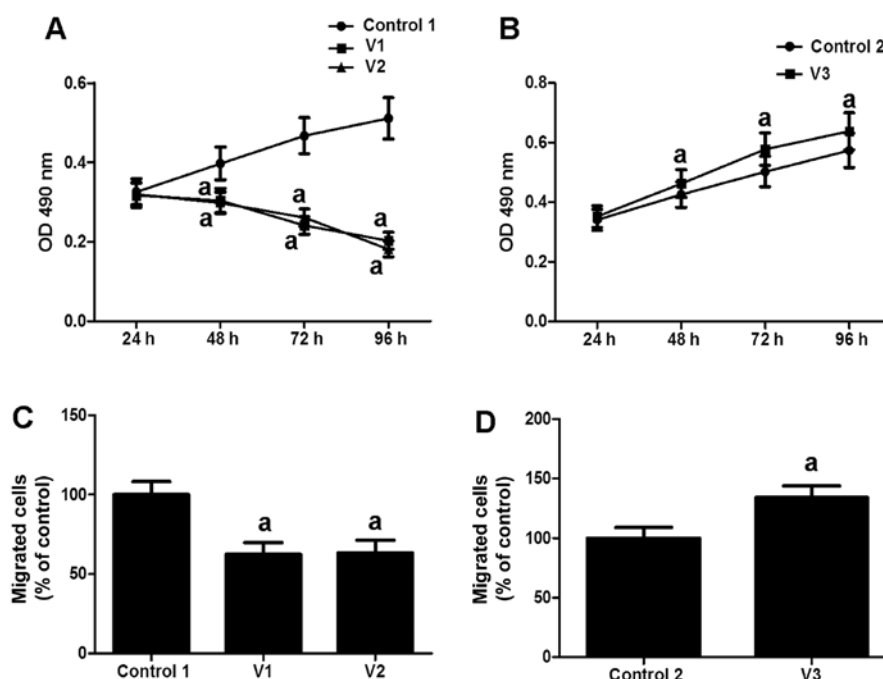 A
Control 1
V1
V2
OD 490 nm
0.6
0.4
0.2
0.0
a
a
a
a
a
a
24 h
48 h
72 h
96 h
B
Control 2
V3
OD 490 nm
0.8
0.6
0.4
0.2
0.0
a
a
a
24 h
48 h
72 h
96 h
C
Migrated cells
(% of control)
150
100
50
0
a
a
Control 1
V1
V2
D
Migrated cells
(% of control)
200
150
100
50
0
a
Control 2
V3